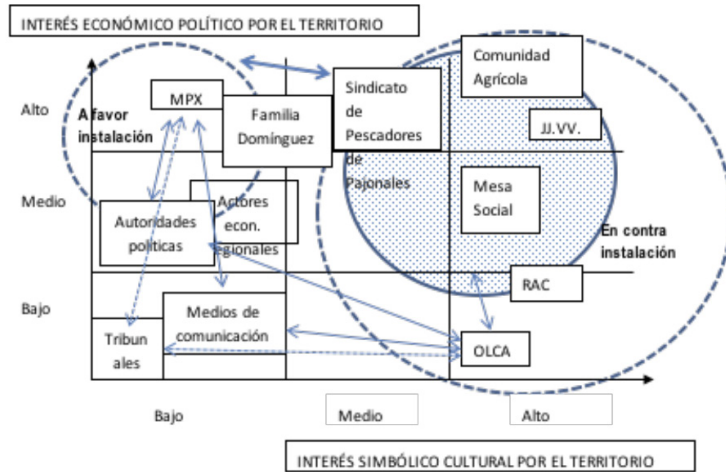 INTERÉS ECONÓMICO POLÍTICO POR EL TERRITORIO
Comunidad
Agrícola
MPX
Sindicato
de
Pescadores
de
Pajonales
Alto
A favor
instalación
Familia
Domínguez
JJ.VV.
Medio
Actores
econ.
regionales
Autoridades
políticas
Mesa
Social
En contra
instalación
RAC
Bajo
Medios de
comunicación
Tribun
ales
OLCA
Bajo
Medio
Alto
INTERÉS SIMBÓLICO CULTURAL POR EL TERRITORIO